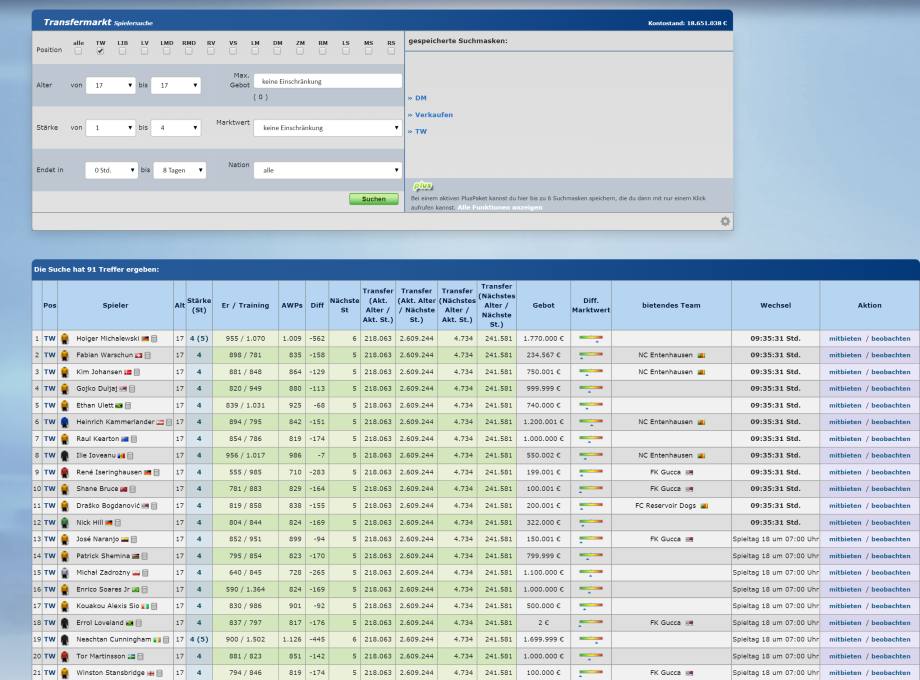 Transfermarkt Spielersuche Kontostand: 18.651.038 €
Position alle TW LIB LV LMD RMD RV VS LM DM ZM RM LS MS RS
gespeicherte Suchmasken:
Alter von 17 bis 17 Max. Gebot keine Einschränkung
( 0 )
Stärke von 1 bis 4 Marktwert keine Einschränkung
Endet in 0 Std. bis 8 Tagen Nation alle
Suchen
» DM
» Verkaufen
» TW
plus
Bei einem aktiven PlusPaket kannst du hier bis zu 6 Suchmasken speichern, die du dann mit nur einem Klick
aufrufen kannst. Alle Funktionen anzeigen
Die Suche hat 91 Treffer ergeben:
Pos Spieler Alt Stärke (St) Er / Training AWPs Diff Nächste St Transfer (Akt. Alter / Akt. St.) Transfer (Akt. Alter / Nächste St.) Transfer (Nächstes Alter / Akt. St.) Transfer (Nächstes Alter / Nächste St.) Gebot Diff. Marktwert bietendes Team Wechsel Aktion
1 TW Holger Michalewski 17 4 (5) 955 / 1.070 1.009 -562 6 218.063 2.609.244 4.734 241.581 1.770.000 € 09:35:31 Std. mitbieten / beobachten
2 TW Fabian Warschun 17 4 898 / 781 835 -158 5 218.063 2.609.244 4.734 241.581 234.567 € NC Entenhausen 09:35:31 Std. mitbieten / beobachten
3 TW Kim Johansen 17 4 881 / 848 864 -129 5 218.063 2.609.244 4.734 241.581 750.001 € NC Entenhausen 09:35:31 Std. mitbieten / beobachten
4 TW Gojko Duljaj 17 4 820 / 949 880 -113 5 218.063 2.609.244 4.734 241.581 999.999 € 09:35:31 Std. mitbieten / beobachten
5 TW Ethan Ulett 17 4 839 / 1.031 925 -68 5 218.063 2.609.244 4.734 241.581 740.000 € 09:35:31 Std. mitbieten / beobachten
6 TW Heinrich Kammerlander 17 4 894 / 795 842 -151 5 218.063 2.609.244 4.734 241.581 1.200.001 € NC Entenhausen 09:35:31 Std. mitbieten / beobachten
7 TW Raul Kearton 17 4 854 / 786 819 -174 5 218.063 2.609.244 4.734 241.581 1.000.000 € 09:35:31 Std. mitbieten / beobachten
8 TW Ilie Ioveanu 17 4 956 / 1.017 986 -7 5 218.063 2.609.244 4.734 241.581 550.002 € NC Entenhausen 09:35:31 Std. mitbieten / beobachten
9 TW René Iseringhausen 17 4 555 / 985 710 -283 5 218.063 2.609.244 4.734 241.581 199.001 € FK Gucca 09:35:31 Std. mitbieten / beobachten
10 TW Shane Bruce 17 4 781 / 883 829 -164 5 218.063 2.609.244 4.734 241.581 100.001 € FK Gucca 09:35:31 Std. mitbieten / beobachten
11 TW Draško Bogdanović 17 4 819 / 858 838 -155 5 218.063 2.609.244 4.734 241.581 200.001 € FC Reservoir Dogs 09:35:31 Std. mitbieten / beobachten
12 TW Nick Hill 17 4 804 / 844 824 -169 5 218.063 2.609.244 4.734 241.581 322.000 € 09:35:31 Std. mitbieten / beobachten
13 TW José Naranjo 17 4 852 / 951 899 -94 5 218.063 2.609.244 4.734 241.581 150.001 € FK Gucca Spieltag 18 um 07:00 Uhr mitbieten / beobachten
14 TW Patrick Shemina 17 4 795 / 854 823 -170 5 218.063 2.609.244 4.734 241.581 799.999 € Spieltag 18 um 07:00 Uhr mitbieten / beobachten
15 TW Michał Zadrożny 17 4 640 / 845 728 -265 5 218.063 2.609.244 4.734 241.581 1.100.000 € Spieltag 18 um 07:00 Uhr mitbieten / beobachten
16 TW Enrico Soares Jr 17 4 590 / 1.364 824 -169 5 218.063 2.609.244 4.734 241.581 1.000.000 € Spieltag 18 um 07:00 Uhr mitbieten / beobachten
17 TW Kouakou Alexis Sio 17 4 830 / 986 901 -92 5 218.063 2.609.244 4.734 241.581 500.000 € Spieltag 18 um 07:00 Uhr mitbieten / beobachten
18 TW Errol Loveland 17 4 837 / 797 817 -176 5 218.063 2.609.244 4.734 241.581 2 € FK Gucca Spieltag 18 um 07:00 Uhr mitbieten / beobachten
19 TW Neachtan Cunningham 17 4 (5) 900 / 1.502 1.126 -445 6 218.063 2.609.244 4.734 241.581 1.699.999 € Spieltag 18 um 07:00 Uhr mitbieten / beobachten
20 TW Tor Martinsson 17 4 881 / 823 851 -142 5 218.063 2.609.244 4.734 241.581 1.000.000 € Spieltag 18 um 07:00 Uhr mitbieten / beobachten
21 TW Winston Stansbridge 17 4 794 / 846 819 -174 5 218.063 2.609.244 4.734 241.581 100.000 € FK Gucca Spieltag 18 um 07:00 Uhr mitbieten / beobachten